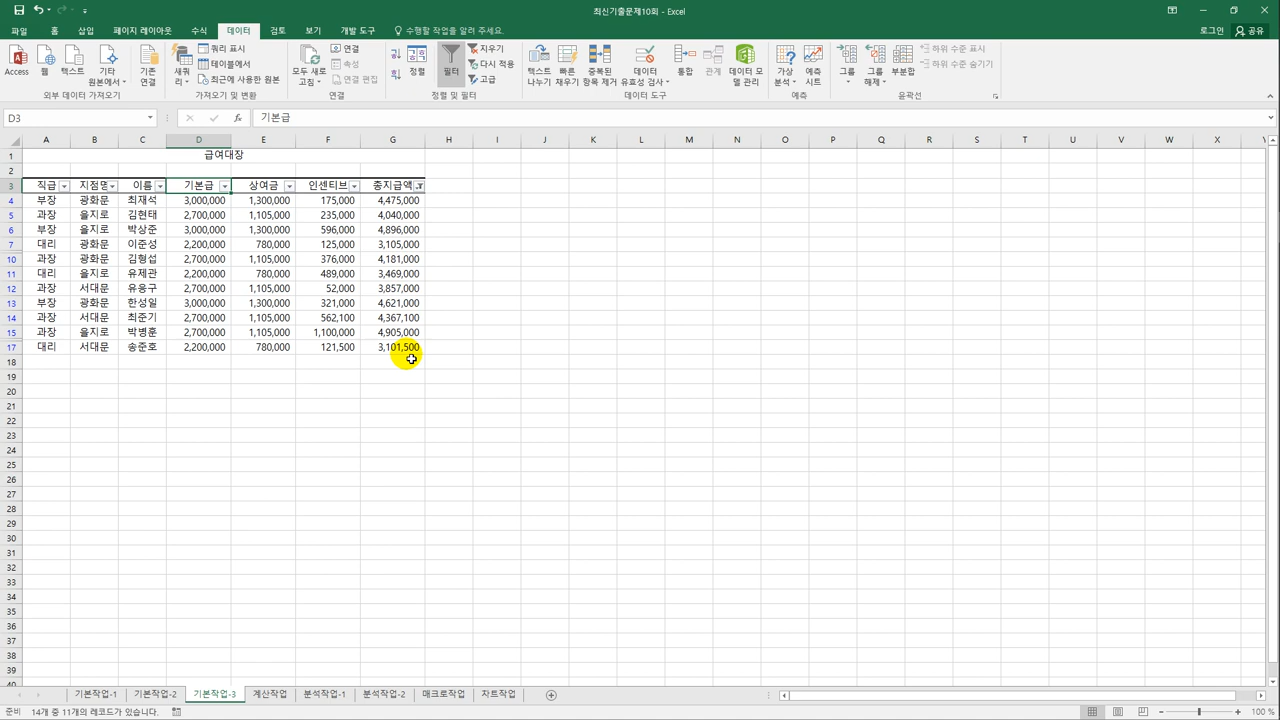 최신기출문제10회 - Excel
파일 홈 삽입 페이지 레이아웃 수식 데이터 검토 보기 개발 도구 수행할 작업을 알려 주세요. 로그인 공유
Access 웹 텍스트 기타 원본에서 기존 연결 새 쿼리 쿼리 표시 테이블에서 최근에 사용한 원본 모두 새로 고침 연결 속성 연결 편집 정렬 필터 지우기 다시 적용 고급 텍스트 나누기 빠른 채우기 중복된 항목 제거 데이터 유효성 검사 통합 관계 데이터 모델 관리 가상 분석 예측 시트 그룹 그룹 해제 부분합 하위 수준 표시 하위 수준 숨기기
외부 데이터 가져오기 가져오기 및 변환 연결 정렬 및 필터 데이터 도구 예측 윤곽선
D3 fx 기본급
A B C D E F G H I J K L M N O P Q R S T U V W X
1 급여대장
2
3 직급 지점명 이름 기본급 상여금 인센티브 총지급액
4 부장 광화문 최재석 3,000,000 1,300,000 175,000 4,475,000
5 과장 을지로 김현태 2,700,000 1,105,000 235,000 4,040,000
6 부장 을지로 박상준 3,000,000 1,300,000 596,000 4,896,000
7 대리 광화문 이준성 2,200,000 780,000 125,000 3,105,000
10 과장 광화문 김형섭 2,700,000 1,105,000 376,000 4,181,000
11 대리 을지로 유제관 2,200,000 780,000 489,000 3,469,000
12 과장 서대문 유응구 2,700,000 1,105,000 52,000 3,857,000
13 부장 광화문 한성일 3,000,000 1,300,000 321,000 4,621,000
14 과장 서대문 최준기 2,700,000 1,105,000 562,100 4,367,100
15 과장 을지로 박병훈 2,700,000 1,105,000 1,100,000 4,905,000
17 대리 서대문 송준호 2,200,000 780,000 121,500 3,101,500
18
19
20
21
22
23
24
25
26
27
28
29
30
31
32
33
34
35
36
37
38
39
40
기본작업-1 기본작업-2 기본작업-3 계산작업 분석작업-1 분석작업-2 매크로작업 차트작업
준비 14개 중 11개의 레코드가 있습니다. 100 %